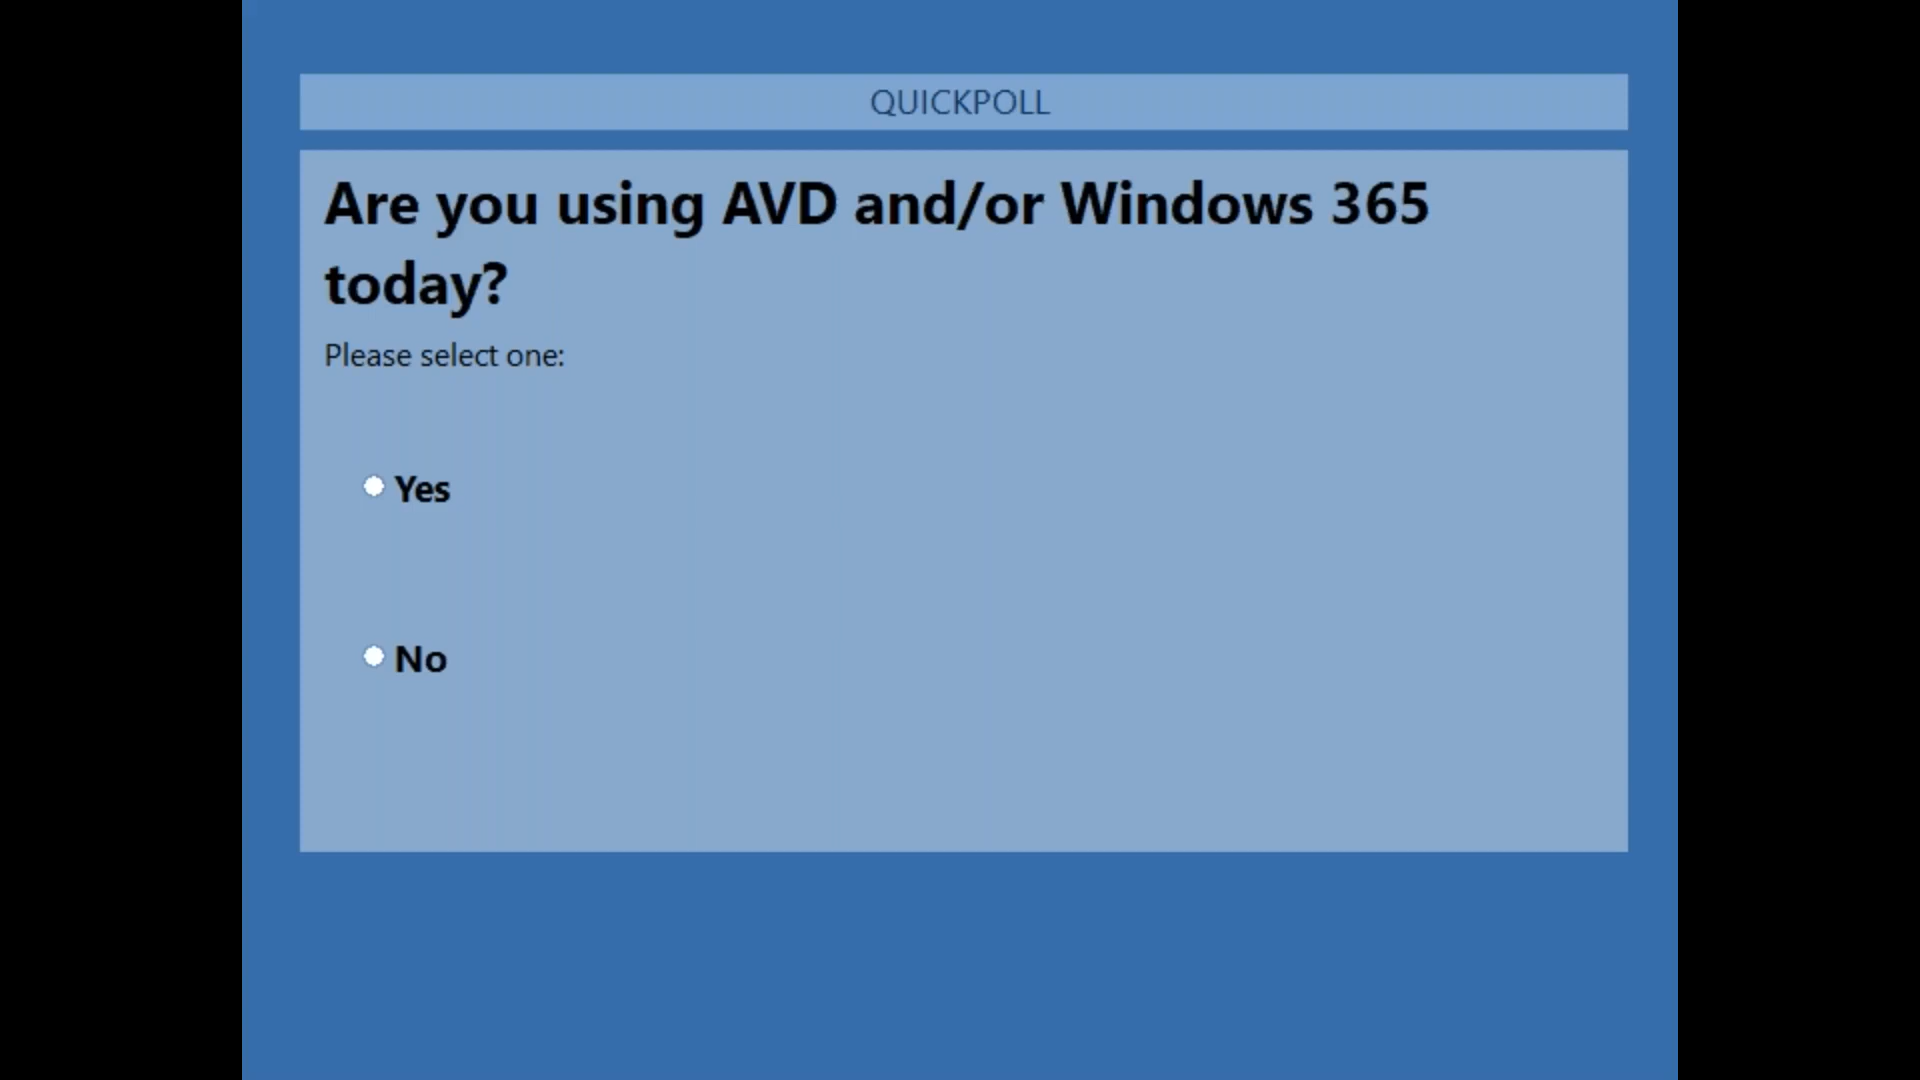 QUICKPOLL
Are you using AVD and/or Windows 365
today?
Please select one:
Yes
No